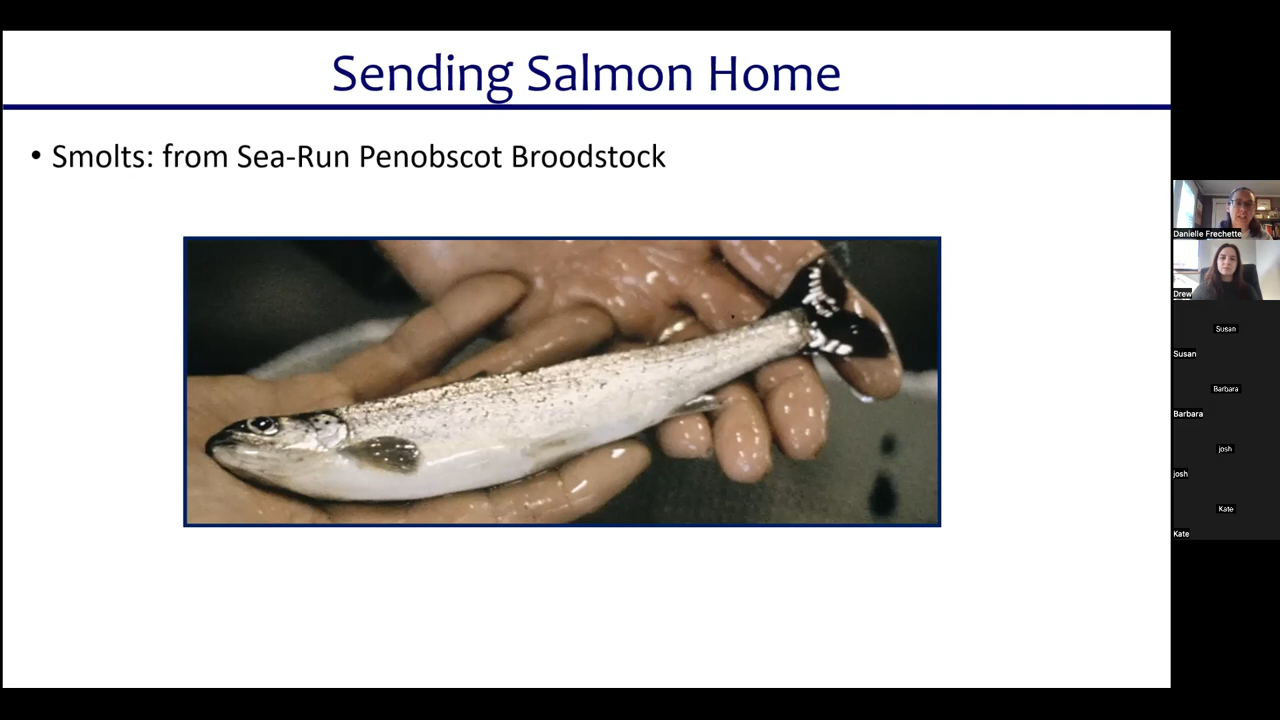 Sending Salmon Home
• Smolts: from Sea-Run Penobscot Broodstock
Danielle Frechette
Drew
Susan
Susan
Barbara
Barbara
josh
josh
Kate
Kate